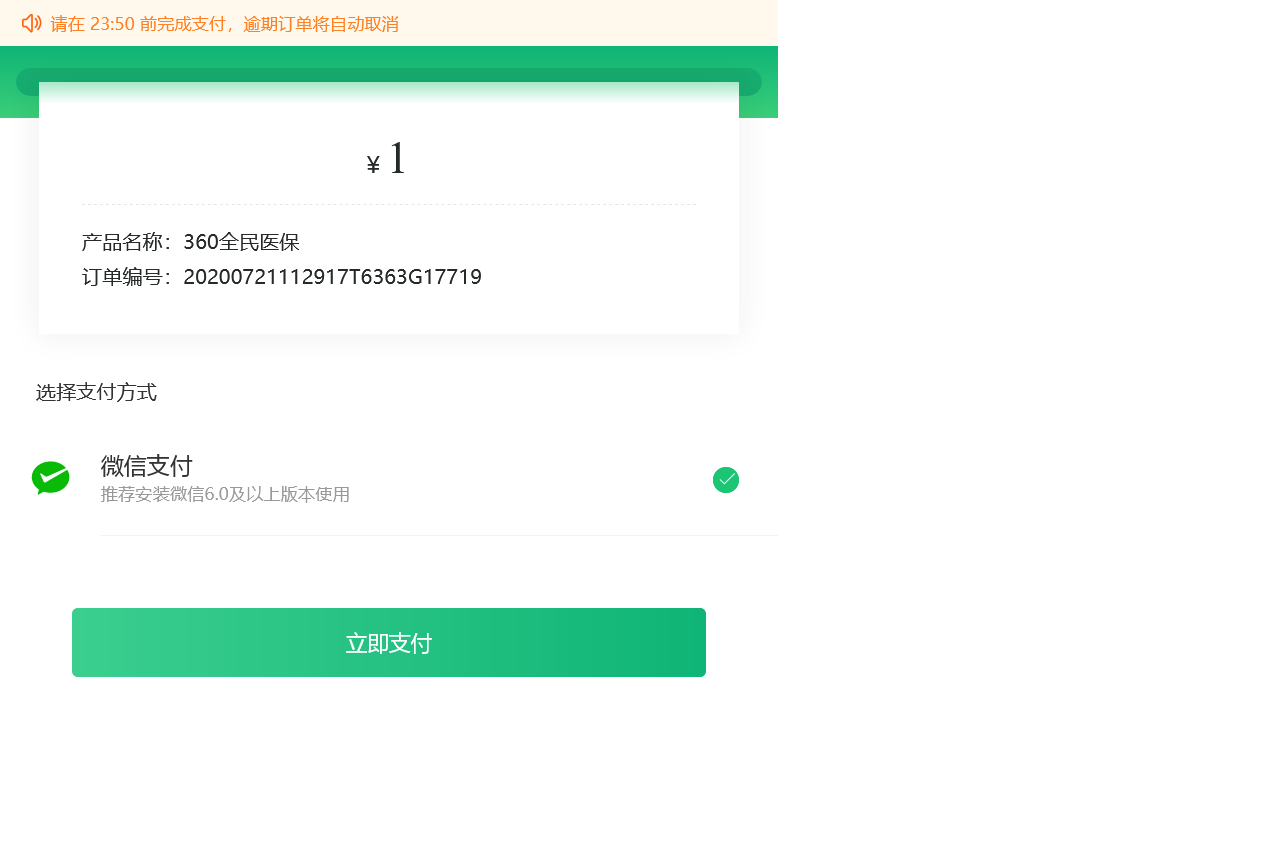 请在 23:50 前完成支付，逾期订单将自动取消
¥ 1
产品名称：360全民医保
订单编号：20200721112917T6363G17719
选择支付方式
微信支付
推荐安装微信6.0及以上版本使用
立即支付